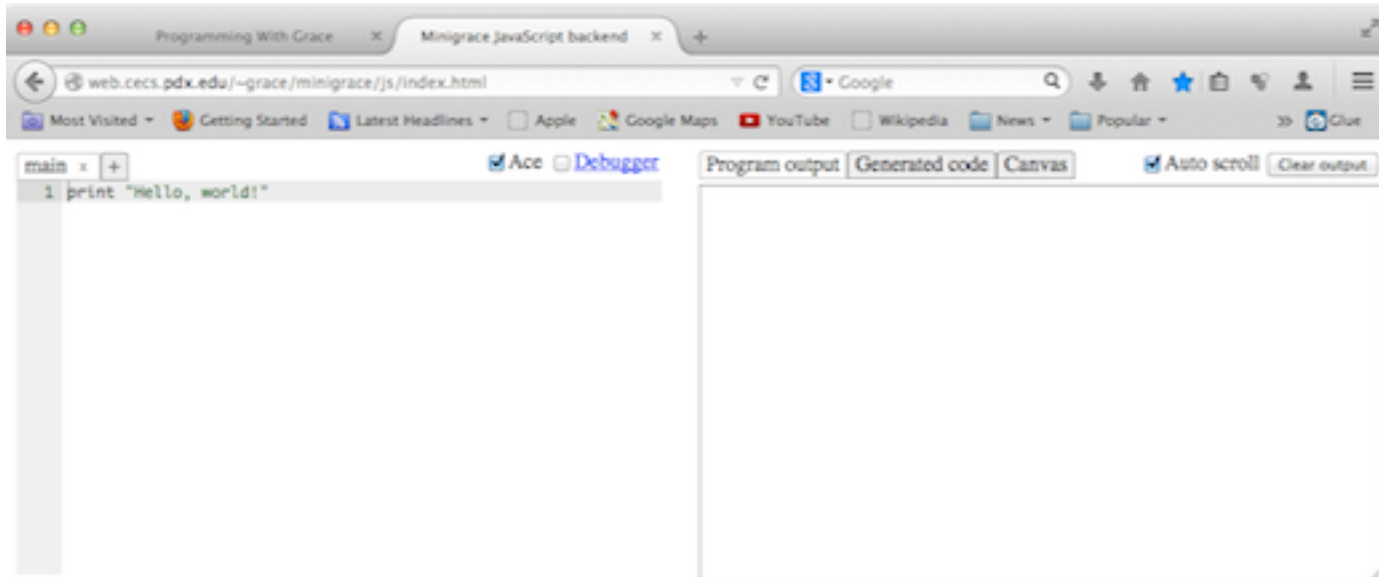 Programming With Grace
Minigrace JavaScript backend
web.cecs.pdx.edu/~grace/minigrace/js/index.html
Google
Most Visited
Getting Started
Latest Headlines
Apple
Google Maps
YouTube
Wikipedia
News
Popular
Glue
main x +
Ace
Debugger
Program output
Generated code
Canvas
Auto scroll
Clear output
1 print "Hello, world!"